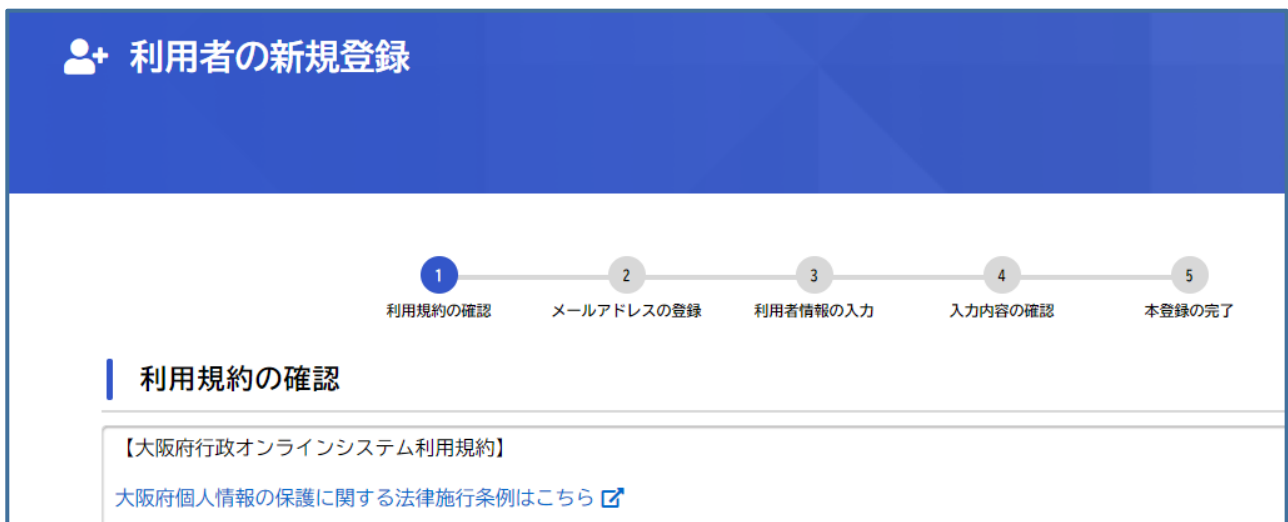 利用者の新規登録
1 2 3 4 5
利用規約の確認 メールアドレスの登録 利用者情報の入力 入力内容の確認 本登録の完了
利用規約の確認
【大阪府行政オンラインシステム利用規約】
大阪府個人情報の保護に関する法律施行条例はこちら